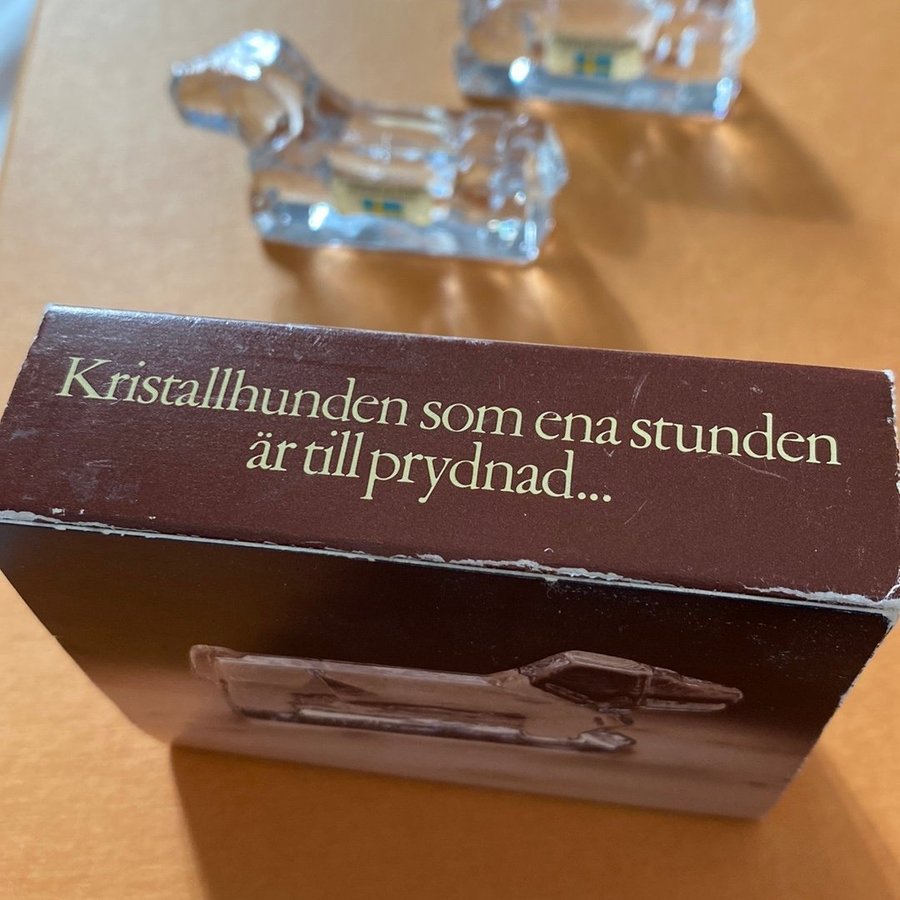 Kristallhunden som ena stunden
är till prydnad...